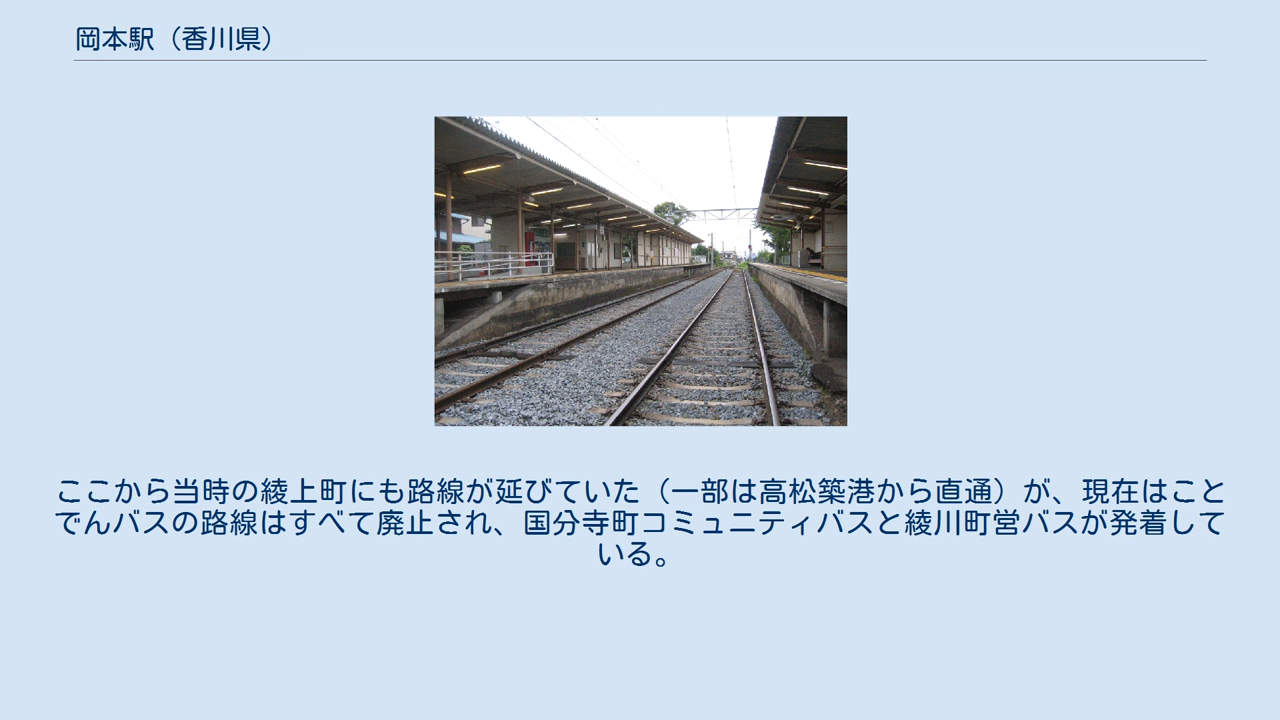 岡本駅（香川県）
ここから当時の綾上町にも路線が延びていた（一部は高松築港から直通）が、現在はこと
でんバスの路線はすべて廃止され、国分寺町コミュニティバスと綾川町営バスが発着して
いる。